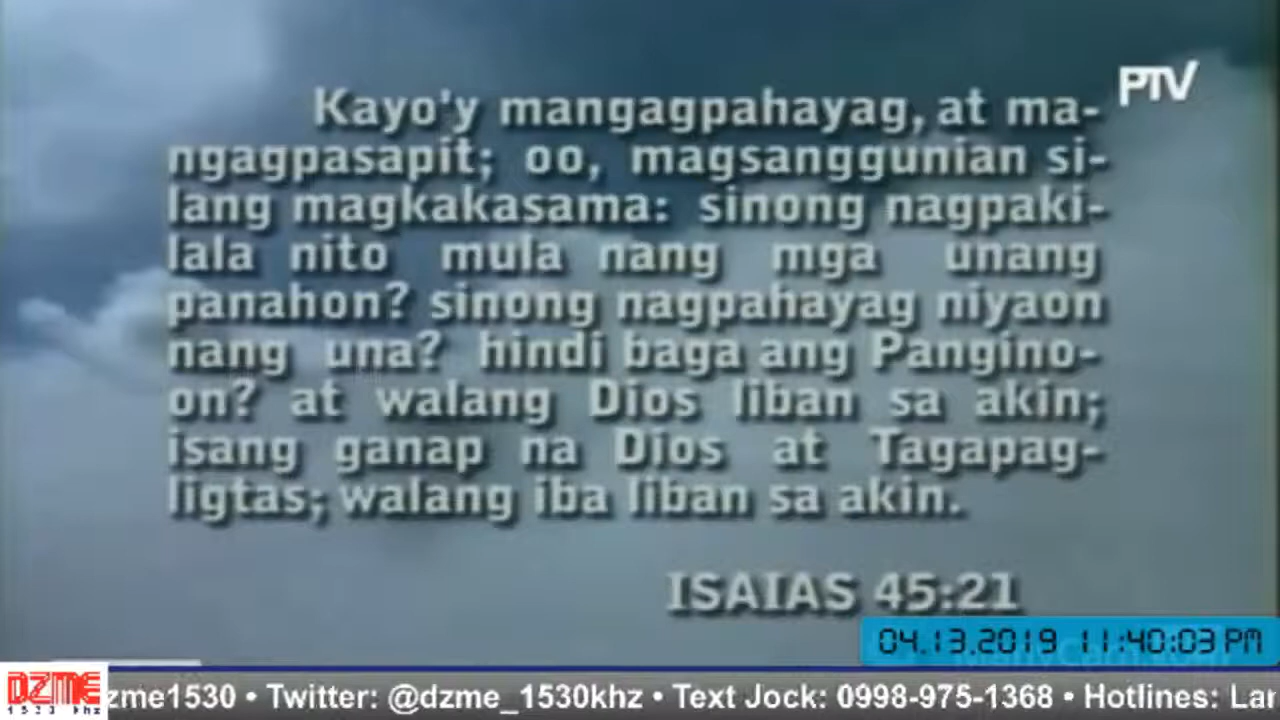 PTV
Kayo'y mangagpahayag, at ma-
ngagpasapit; oo, magsanggunian si-
lang magkakasama: sinong nagpaki-
lala nito mula nang mga unang
panahon? sinong nagpahayag niyaon
nang una? hindi baga ang Pangino-
on? at walang Dios liban sa akin;
isang ganap na Dios at Tagapag-
ligtas; walang iba liban sa akin.
ISAIAS 45:21
04.13.2019 11:40:03 PM
DZME
1530 khz
zme1530 • Twitter: @dzme_1530khz • Text Jock: 0998-975-1368 • Hotlines: Lan